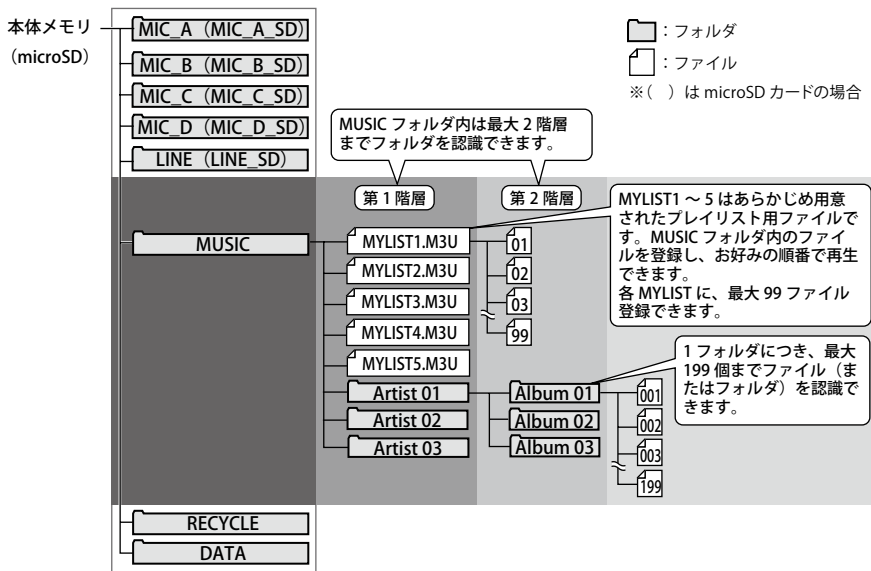 本体メモリ
(microSD)
MIC_A(MIC_A_SD)
MIC_B(MIC_B_SD)
MIC_C(MIC_C_SD)
MIC_D(MIC_D_SD)
LINE(LINE_SD)
:フォルダ
:ファイル
※( )は microSD カードの場合
MUSIC フォルダ内は最大 2 階層
までフォルダを認識できます。
第 1 階層
第 2 階層
MYLIST1 ~ 5 はあらかじめ用意
されたプレイリスト用ファイルで
す。MUSIC フォルダ内のファイ
ルを登録し、お好みの順番で再生
できます。
各 MYLIST に、最大 99 ファイル
登録できます。
MUSIC
MYLIST1.M3U
MYLIST2.M3U
MYLIST3.M3U
MYLIST4.M3U
MYLIST5.M3U
01
02
03
99
1 フォルダにつき、最大
199 個までファイル(ま
たはフォルダ)を認識で
きます。
Artist 01
Artist 02
Artist 03
Album 01
Album 02
Album 03
001
002
003
199
RECYCLE
DATA